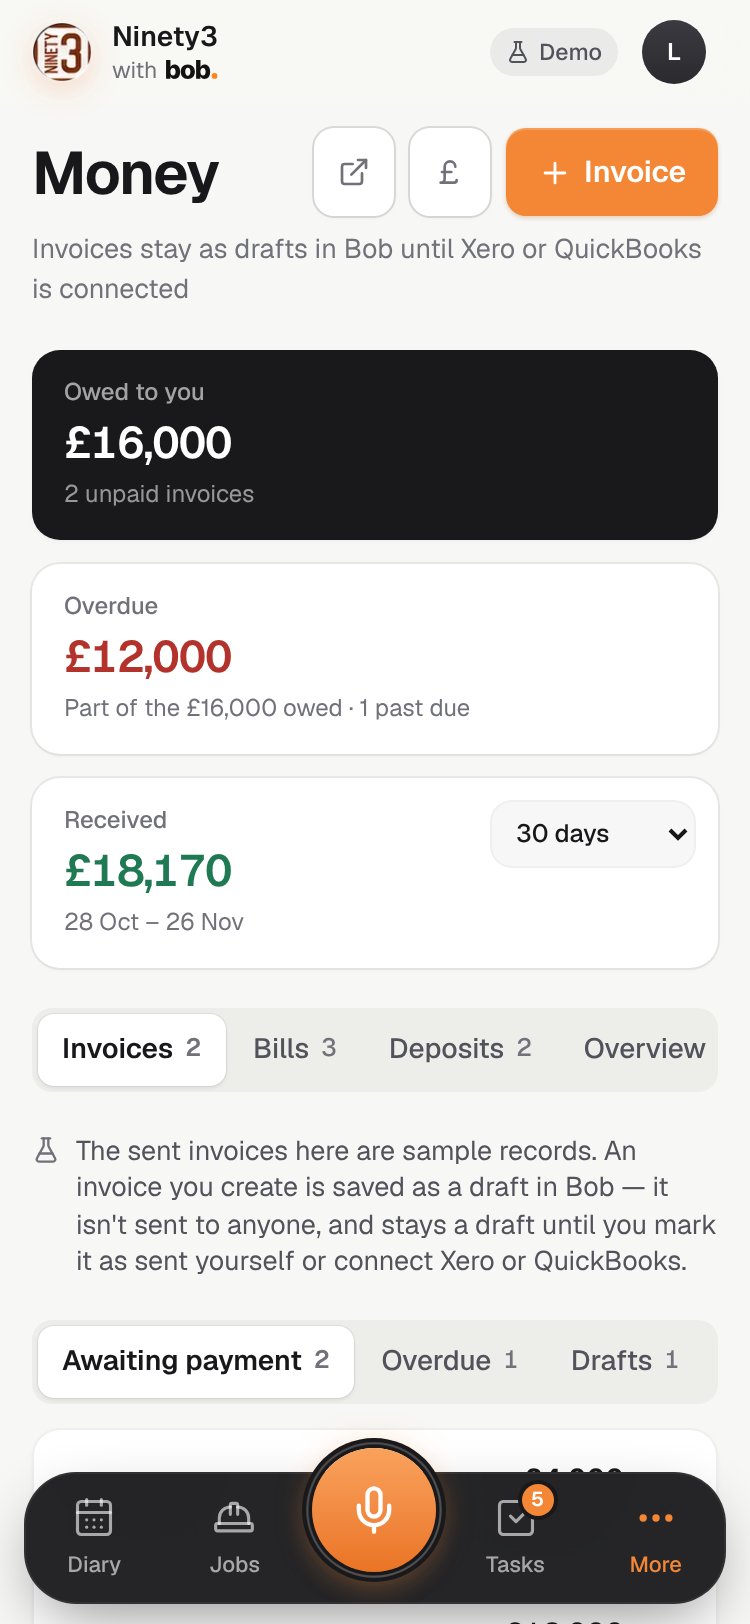 NINETY 3
Ninety3
with bob.
Demo
L
Money
£
+ Invoice
Invoices stay as drafts in Bob until Xero or QuickBooks
is connected
Owed to you
£16,000
2 unpaid invoices
Overdue
£12,000
Part of the £16,000 owed · 1 past due
Received
30 days
£18,170
28 Oct – 26 Nov
Invoices 2
Bills 3
Deposits 2
Overview
The sent invoices here are sample records. An
invoice you create is saved as a draft in Bob — it
isn't sent to anyone, and stays a draft until you mark
it as sent yourself or connect Xero or QuickBooks.
Awaiting payment 2
Overdue 1
Drafts 1
5
Diary
Jobs
Tasks
More